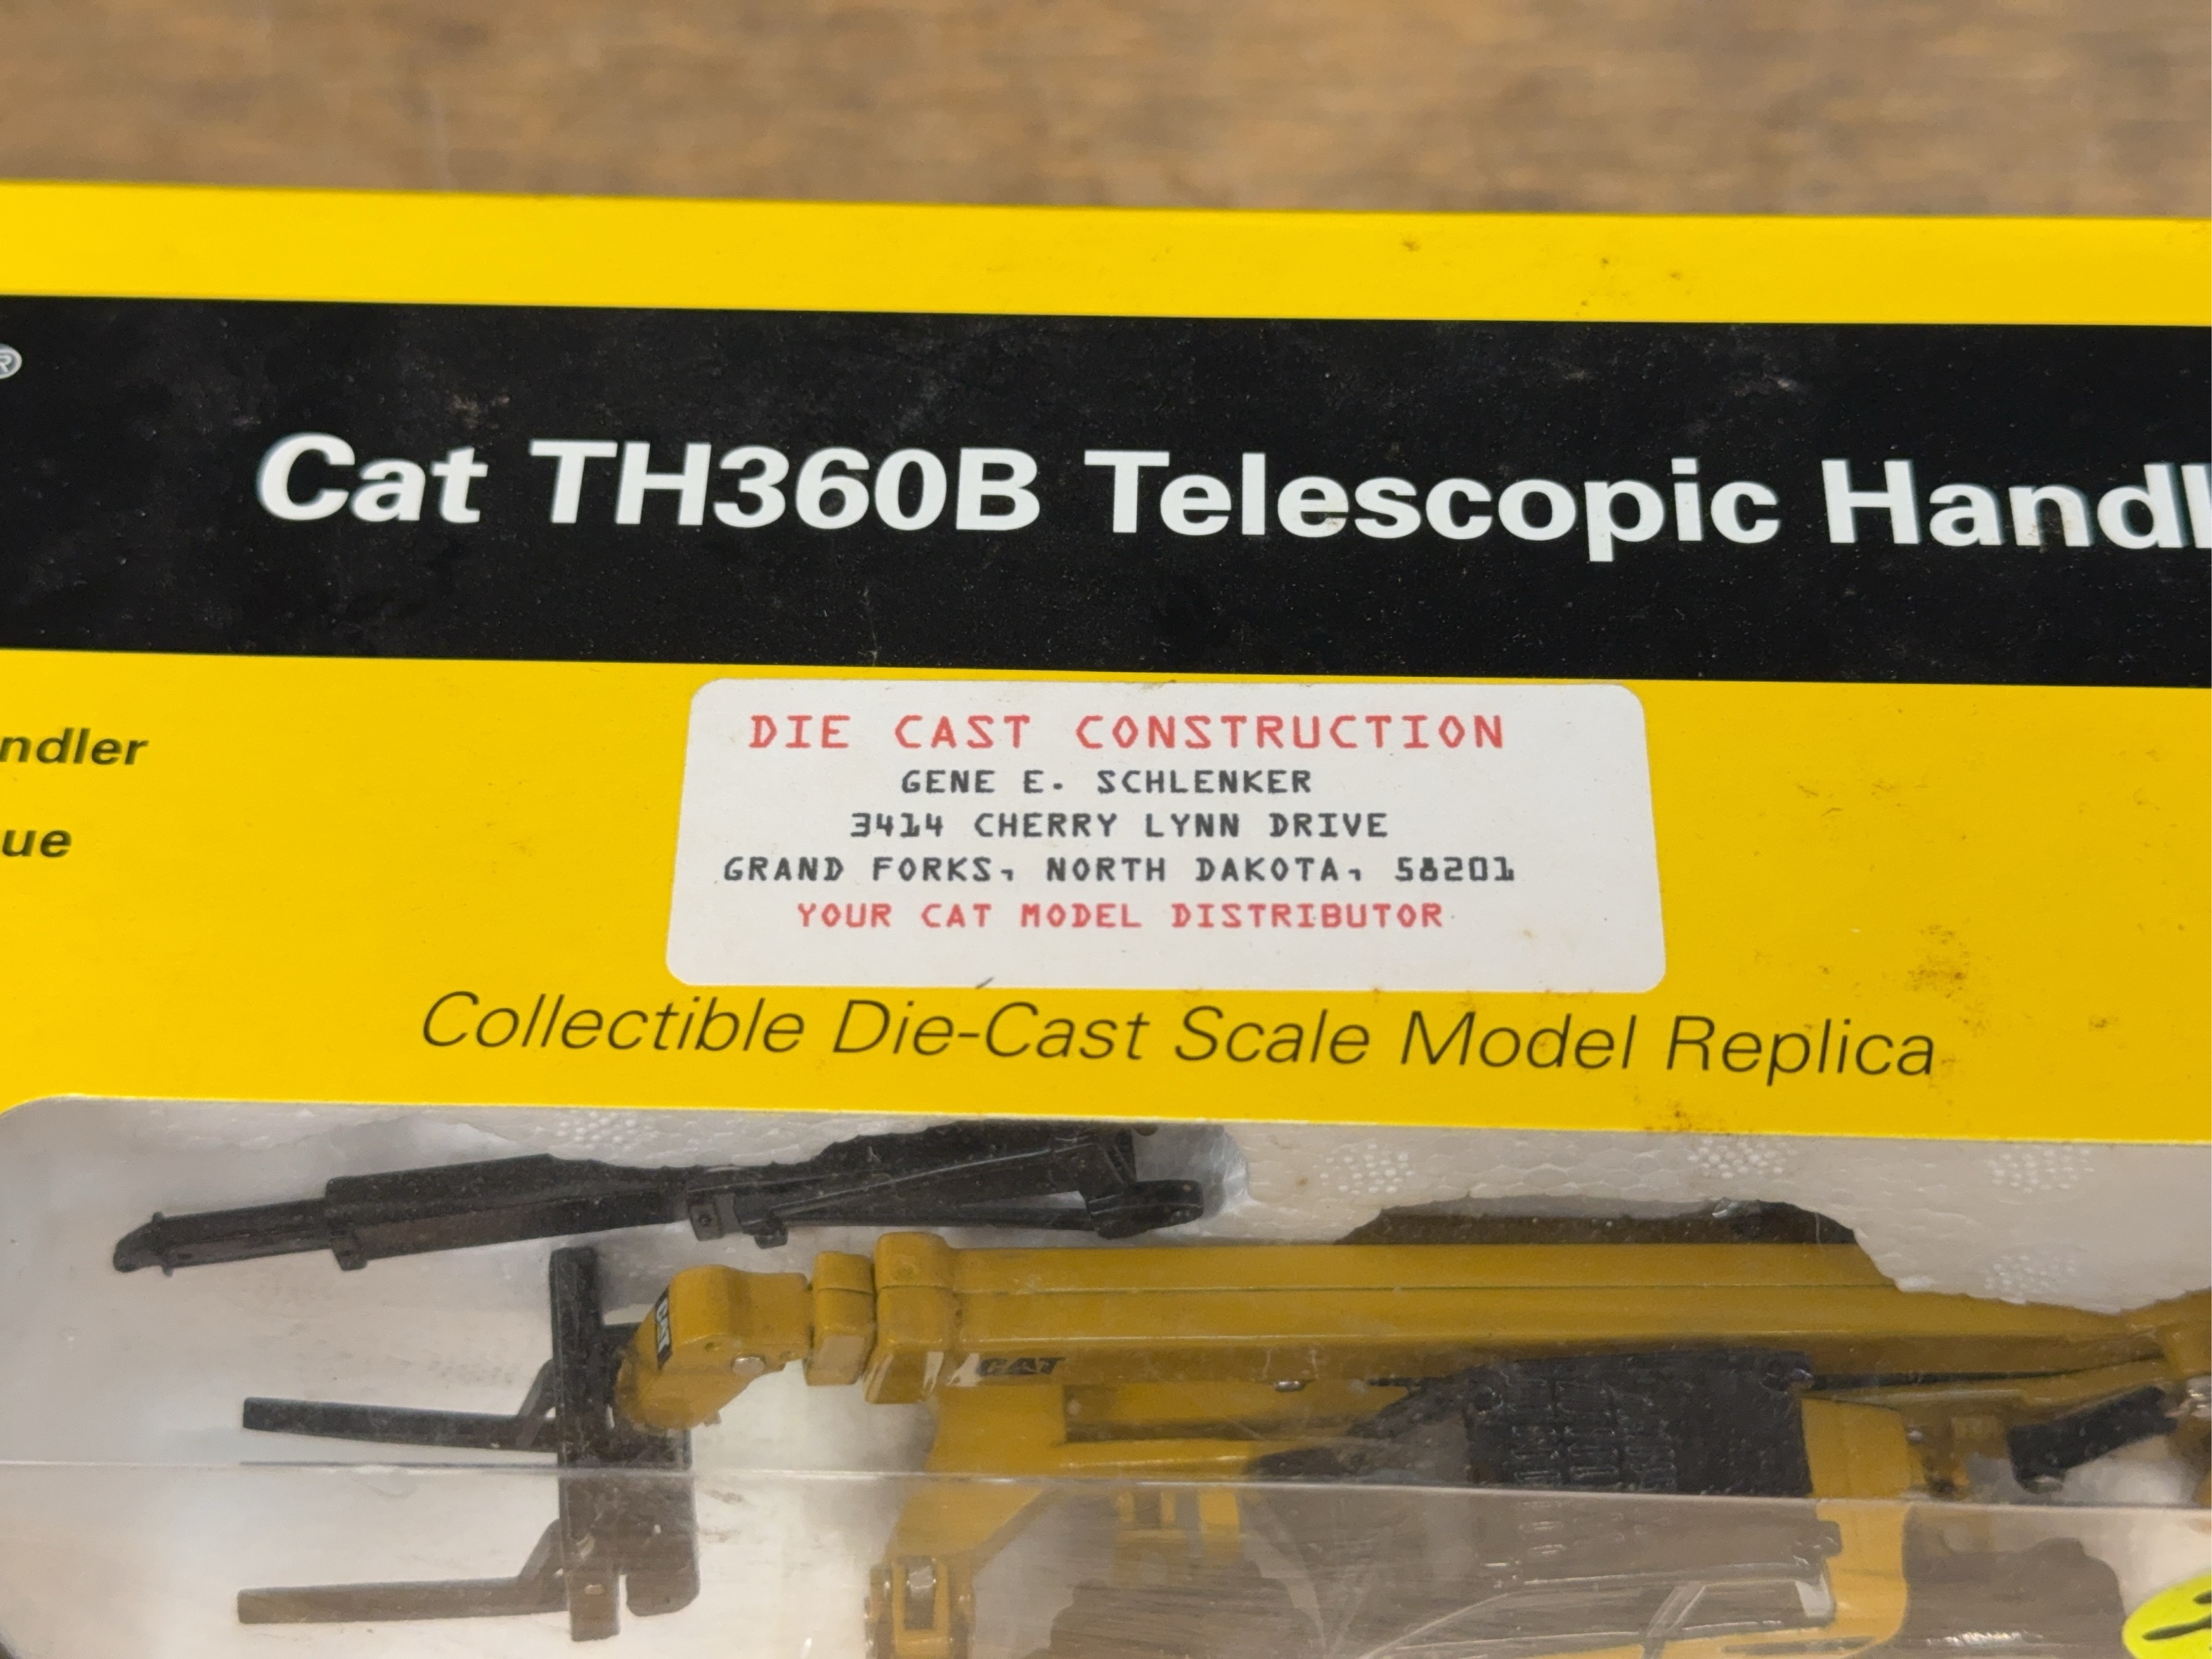 ®
Cat TH360B Telescopic Handl
ndler
ue
DIE CAST CONSTRUCTION
GENE E. SCHLENKER
3414 CHERRY LYNN DRIVE
GRAND FORKS, NORTH DAKOTA, 58201
YOUR CAT MODEL DISTRIBUTOR
Collectible Die-Cast Scale Model Replica
CAT
CAT